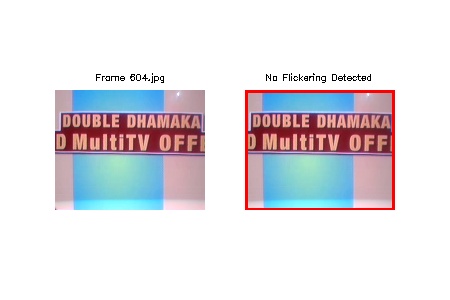 Frame 604.jpg
No Flickering Detected
DOUBLE DHAMAKA
D MultiTV OFF
DOUBLE DHAMAKA
D MultiTV OFF